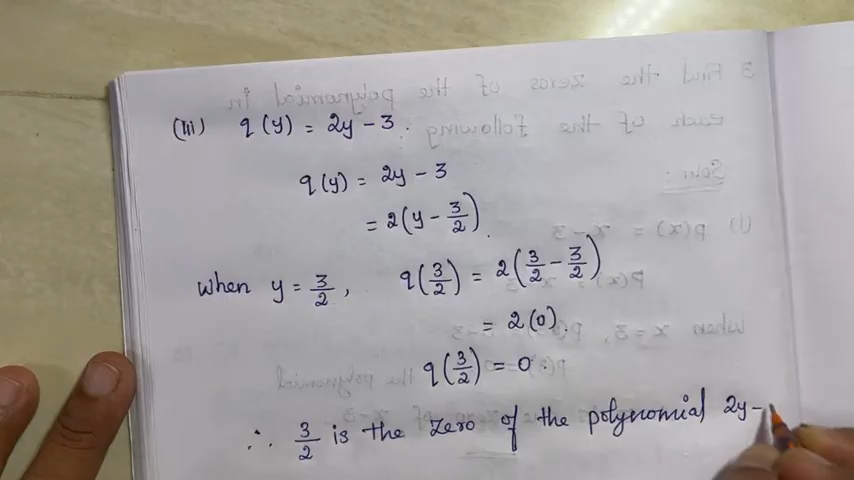 (iii) q(y) = 2y - 3.
q(y) = 2y - 3
= 2(y - 3/2).
when y = 3/2, q(3/2) = 2(3/2 - 3/2)
= 2(0).
q(3/2) = 0.
∴ 3/2 is the zero of the polynomial 2y -